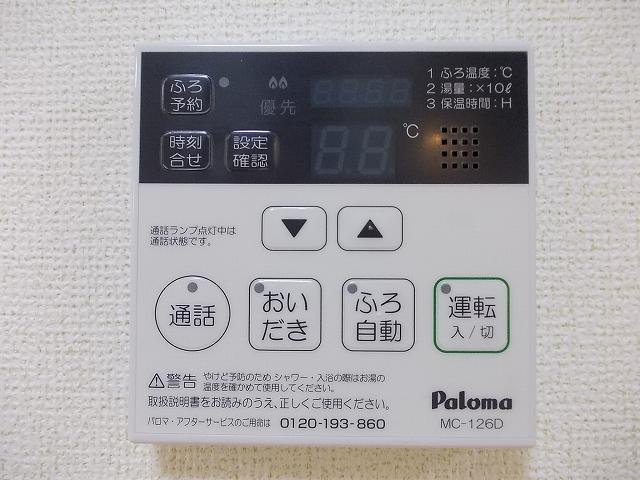 ふろ予約
優先
1 ふろ温度：℃
2 湯量：×10ℓ
3 保温時間：H
時刻合せ
設定確認
℃
通話ランプ点灯中は
通話状態です。
▼
▲
通話
おいだき
ふろ自動
運転
入/切
⚠警告
やけど予防のため シャワー・入浴の際はお湯の
温度を確かめて使用してください。
取扱説明書をお読みのうえ、正しくご使用ください。
パロマ・アフターサービスのご用命は 0120-193-860
Paloma
MC-126D